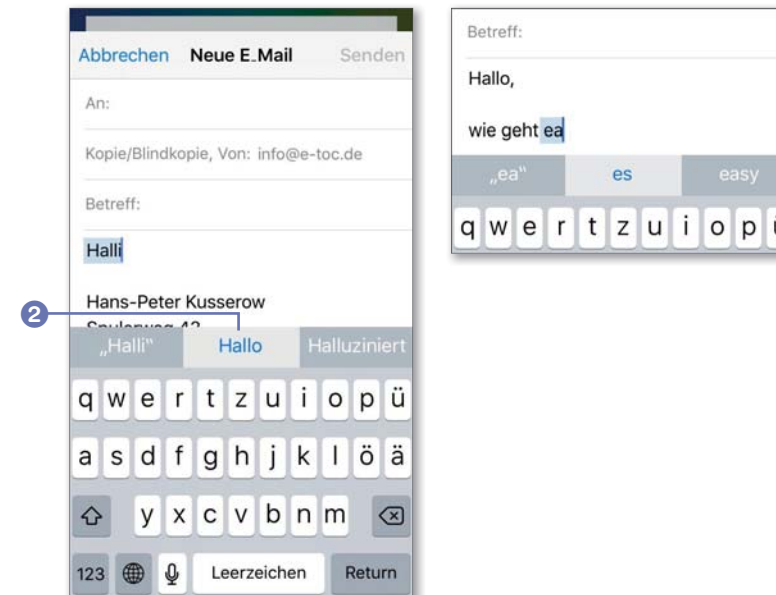 Abbrechen Neue E-Mail Senden
An:
Kopie/Blindkopie, Von: info@e-toc.de
Betreff:
Halli
Hans-Peter Kusserow
2
„Halli“ Hallo Halluziniert
q w e r t z u i o p ü
a s d f g h j k l ö ä
y x c v b n m
123 Leerzeichen Return
Betreff:
Hallo,
wie geht ea
„ea“ es easy
q w e r t z u i o p